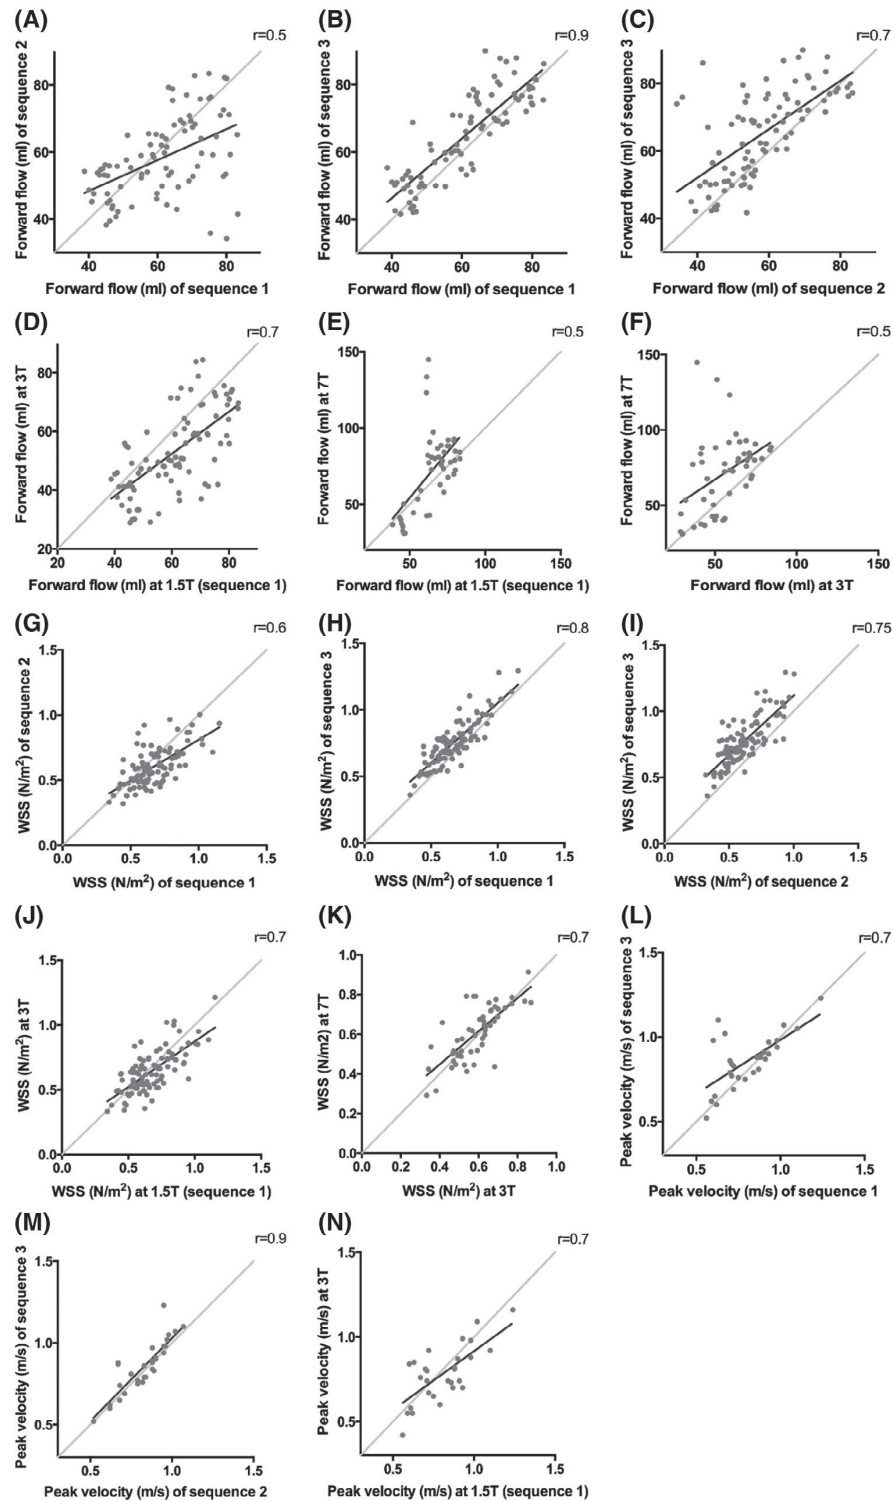 (A)
r=0.5
Forward flow (ml) of sequence 2
80
60
40
40 60 80
Forward flow (ml) of sequence 1
(B)
r=0.9
Forward flow (ml) of sequence 3
80
60
40
40 60 80
Forward flow (ml) of sequence 1
(C)
r=0.7
Forward flow (ml) of sequence 3
80
60
40
40 60 80
Forward flow (ml) of sequence 2
(D)
r=0.7
Forward flow (ml) at 3T
80
60
40
20
20 40 60 80
Forward flow (ml) at 1.5T (sequence 1)
(E)
r=0.5
Forward flow (ml) at 7T
150
100
50
50 100 150
Forward flow (ml) at 1.5T (sequence 1)
(F)
r=0.5
Forward flow (ml) at 7T
150
100
50
50 100 150
Forward flow (ml) at 3T
(G)
r=0.6
WSS (N/m²) of sequence 2
1.5
1.0
0.5
0.0
0.0 0.5 1.0 1.5
WSS (N/m²) of sequence 1
(H)
r=0.8
WSS (N/m²) of sequence 3
1.5
1.0
0.5
0.0
0.0 0.5 1.0 1.5
WSS (N/m²) of sequence 1
(I)
r=0.75
WSS (N/m²) of sequence 3
1.5
1.0
0.5
0.0
0.0 0.5 1.0 1.5
WSS (N/m²) of sequence 2
(J)
r=0.7
WSS (N/m²) at 3T
1.5
1.0
0.5
0.0
0.0 0.5 1.0 1.5
WSS (N/m²) at 1.5T (sequence 1)
(K)
r=0.7
WSS (N/m2) at 7T
1.0
0.8
0.6
0.4
0.2
0.0
0.0 0.2 0.4 0.6 0.8 1.0
WSS (N/m²) at 3T
(L)
r=0.7
Peak velocity (m/s) of sequence 3
1.5
1.0
0.5
0.5 1.0 1.5
Peak velocity (m/s) of sequence 1
(M)
r=0.9
Peak velocity (m/s) of sequence 3
1.5
1.0
0.5
0.5 1.0 1.5
Peak velocity (m/s) of sequence 2
(N)
r=0.7
Peak velocity (m/s) at 3T
1.5
1.0
0.5
0.5 1.0 1.5
Peak velocity (m/s) at 1.5T (sequence 1)